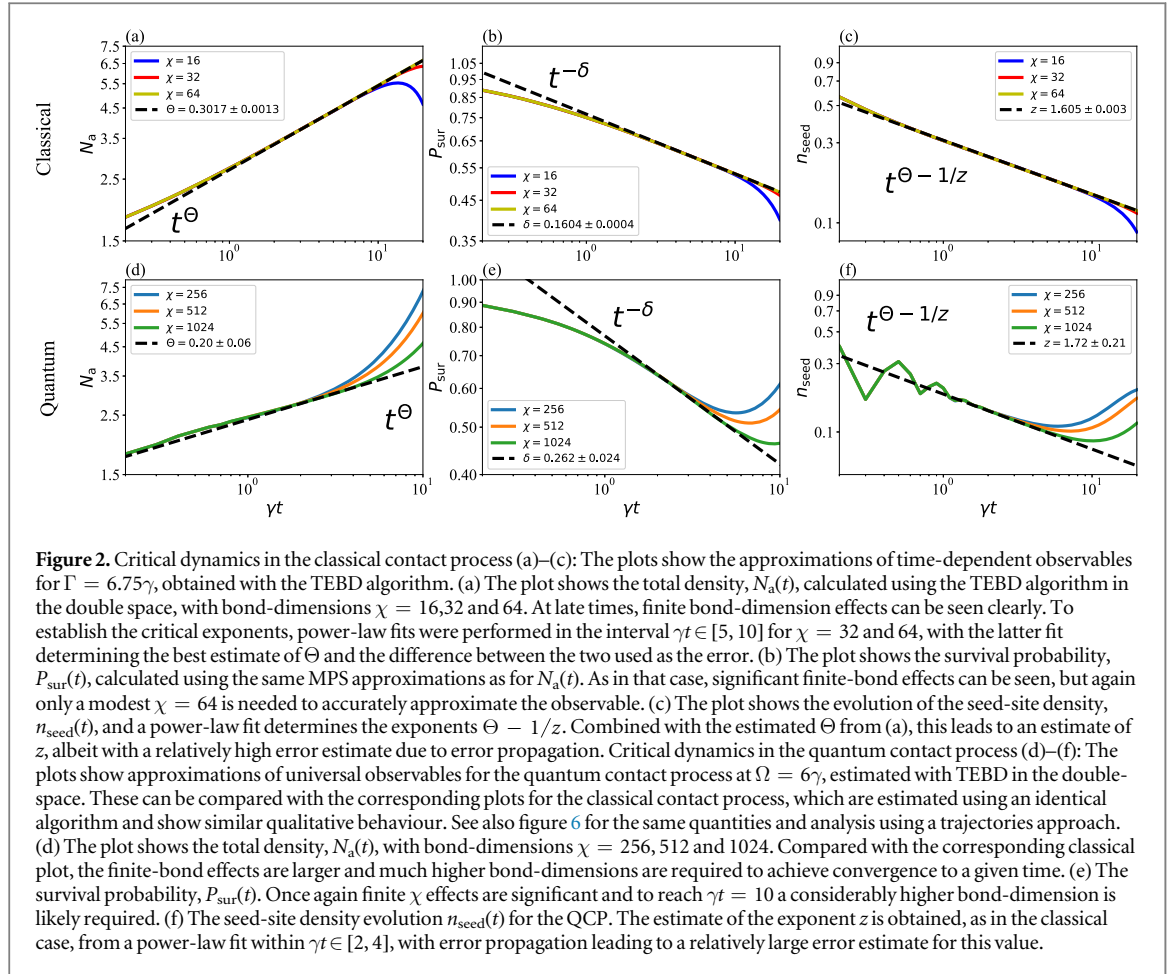 (a)
7.5
6.5
5.5
4.5
3.5
2.5
1.5
N_a
Classical
χ = 16
χ = 32
χ = 64
Θ = 0.3017 ± 0.0013
t^Θ
10⁰
10¹
(b)
1.05
0.95
0.85
0.75
0.65
0.55
0.45
0.35
P_sur
t^{−δ}
χ = 16
χ = 32
χ = 64
δ = 0.1604 ± 0.0004
10⁰
10¹
(c)
0.9
0.7
0.5
0.3
0.1
n_seed
χ = 16
χ = 32
χ = 64
z = 1.605 ± 0.003
t^{Θ − 1/z}
10⁰
10¹
(d)
7.5
6.5
5.5
4.5
3.5
2.5
1.5
N_a
Quantum
χ = 256
χ = 512
χ = 1024
Θ = 0.20 ± 0.06
t^Θ
10⁰
10¹
γt
(e)
1.00
0.90
0.80
0.70
0.60
0.50
0.40
P_sur
t^{−δ}
χ = 256
χ = 512
χ = 1024
δ = 0.262 ± 0.024
10⁰
10¹
γt
(f)
0.9
0.7
0.5
0.3
0.1
n_seed
t^{Θ − 1/z}
χ = 256
χ = 512
χ = 1024
z = 1.72 ± 0.21
10⁰
10¹
γt
Figure 2. Critical dynamics in the classical contact process (a)–(c): The plots show the approximations of time-dependent observables
for Γ = 6.75γ, obtained with the TEBD algorithm. (a) The plot shows the total density, N_a(t), calculated using the TEBD algorithm in
the double space, with bond-dimensions χ = 16,32 and 64. At late times, finite bond-dimension effects can be seen clearly. To
establish the critical exponents, power-law fits were performed in the interval γt ∈ [5, 10] for χ = 32 and 64, with the latter fit
determining the best estimate of Θ and the difference between the two used as the error. (b) The plot shows the survival probability,
P_sur(t), calculated using the same MPS approximations as for N_a(t). As in that case, significant finite-bond effects can be seen, but again
only a modest χ = 64 is needed to accurately approximate the observable. (c) The plot shows the evolution of the seed-site density,
n_seed(t), and a power-law fit determines the exponents Θ − 1/z. Combined with the estimated Θ from (a), this leads to an estimate of
z, albeit with a relatively high error estimate due to error propagation. Critical dynamics in the quantum contact process (d)–(f): The
plots show approximations of universal observables for the quantum contact process at Ω = 6γ, estimated with TEBD in the double-
space. These can be compared with the corresponding plots for the classical contact process, which are estimated using an identical
algorithm and show similar qualitative behaviour. See also figure 6 for the same quantities and analysis using a trajectories approach.
(d) The plot shows the total density, N_a(t), with bond-dimensions χ = 256, 512 and 1024. Compared with the corresponding classical
plot, the finite-bond effects are larger and much higher bond-dimensions are required to achieve convergence to a given time. (e) The
survival probability, P_sur(t). Once again finite χ effects are significant and to reach γt = 10 a considerably higher bond-dimension is
likely required. (f) The seed-site density evolution n_seed(t) for the QCP. The estimate of the exponent z is obtained, as in the classical
case, from a power-law fit within γt ∈ [2, 4], with error propagation leading to a relatively large error estimate for this value.